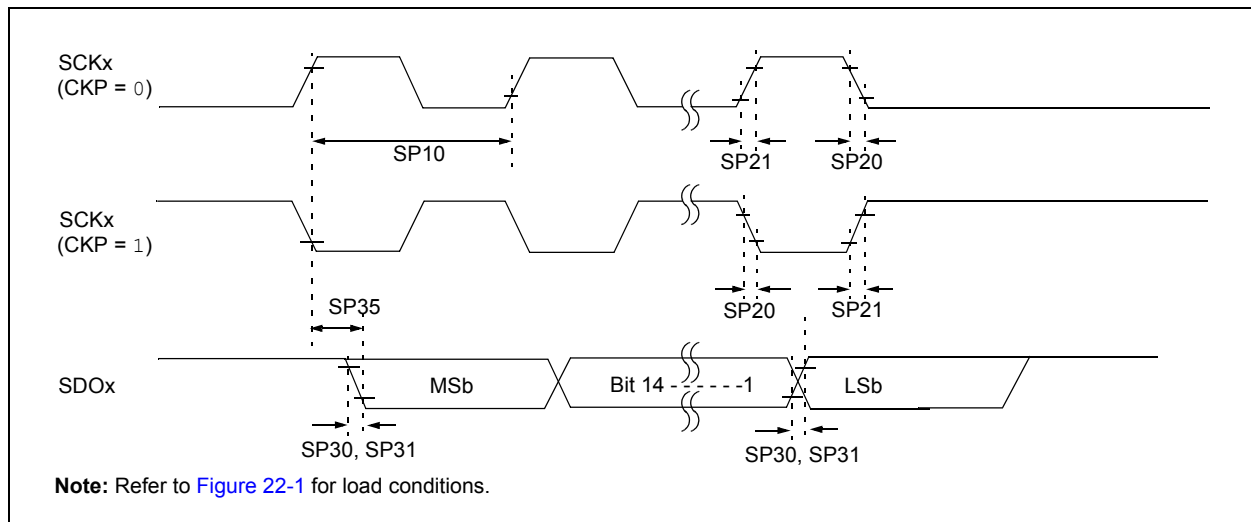 SCKx
(CKP = 0)
SP10
SP21
SP20
SCKx
(CKP = 1)
SP20
SP21
SP35
SDOx
MSb
Bit 14 - - - - - -1
LSb
SP30, SP31
SP30, SP31
Note: Refer to Figure 22-1 for load conditions.